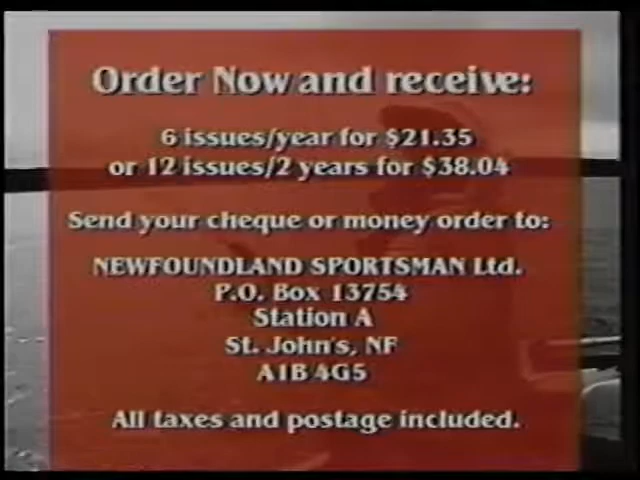 Order Now and receive:
6 issues/year for $21.35
or 12 issues/2 years for $38.04
Send your cheque or money order to:
NEWFOUNDLAND SPORTSMAN Ltd.
P.O. Box 13754
Station A
St. John's, NF
A1B 4G5
All taxes and postage included.